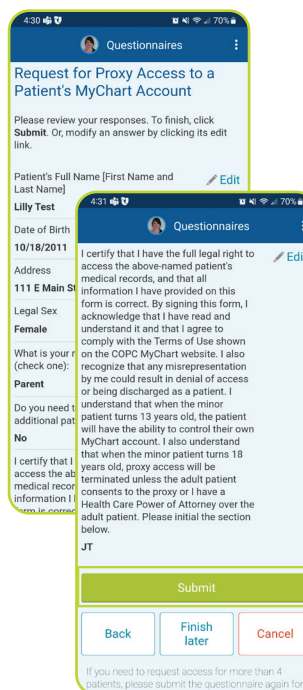 4:30
70%
Questionnaires
Request for Proxy Access to a
Patient's MyChart Account
Please review your responses. To finish, click
Submit. Or, modify an answer by clicking its edit
link.
Patient's Full Name [First Name and
Last Name]
Edit
Lilly Test
Date of Birth
10/18/2011
Address
111 E Main St
Legal Sex
Female
What is your r
(check one):
Parent
Do you need t
additional pat
No
I certify that I
access the ab
medical recor
information I
form is correc
4:31
70%
Questionnaires
I certify that I have the full legal right to
access the above-named patient's
medical records, and that all
information I have provided on this
form is correct. By signing this form, I
acknowledge that I have read and
understand it and that I agree to
comply with the Terms of Use shown
on the COPC MyChart website. I also
recognize that any misrepresentation
by me could result in denial of access
or being discharged as a patient. I
understand that when the minor
patient turns 13 years old, the patient
will have the ability to control their own
MyChart account. I also understand
that when the minor patient turns 18
years old, proxy access will be
terminated unless the adult patient
consents to the proxy or I have a
Health Care Power of Attorney over the
adult patient. Please initial the section
below.
Edi
JT
Submit
Back
Finish
later
Cancel
If you need to request access for more than 4
patients, please submit the questionnaire again for